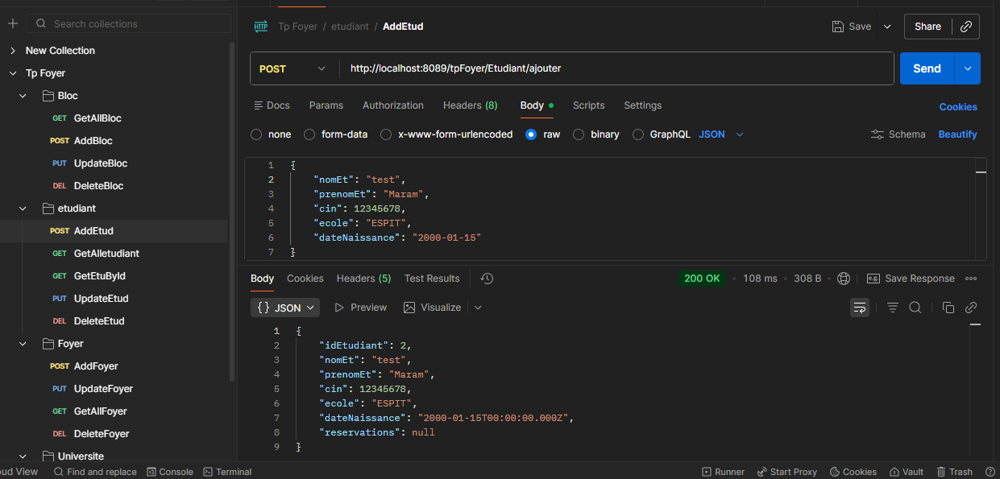 Search collections
New Collection
Tp Foyer
Bloc
GET GetAllBloc
POST AddBloc
PUT UpdateBloc
DEL DeleteBloc
etudiant
POST AddEtud
GET GetAlletudiant
GET GetEtuById
PUT UpdateEtud
DEL DeleteEtud
Foyer
POST AddFoyer
PUT UpdateFoyer
GET GetAllFoyer
DEL DeleteFoyer
Universite
HTTP Tp Foyer / etudiant / AddEtud Save Share
POST http://localhost:8089/tpFoyer/Etudiant/ajouter Send
Docs Params Authorization Headers (8) Body Scripts Settings Cookies
none form-data x-www-form-urlencoded raw binary GraphQL JSON Schema Beautify
1 {
2 "nomEt": "test",
3 "prenomEt": "Maram",
4 "cin": 12345678,
5 "ecole": "ESPIT",
6 "dateNaissance": "2000-01-15"
7 }
Body Cookies Headers (5) Test Results 200 OK • 108 ms • 308 B • e.g. Save Response
{} JSON Preview Visualize
1 {
2 "idEtudiant": 2,
3 "nomEt": "test",
4 "prenomEt": "Maram",
5 "cin": 12345678,
6 "ecole": "ESPIT",
7 "dateNaissance": "2000-01-15T00:00:00.000Z",
8 "reservations": null
9 }
oud View Find and replace Console Terminal Runner Start Proxy Cookies Vault Trash